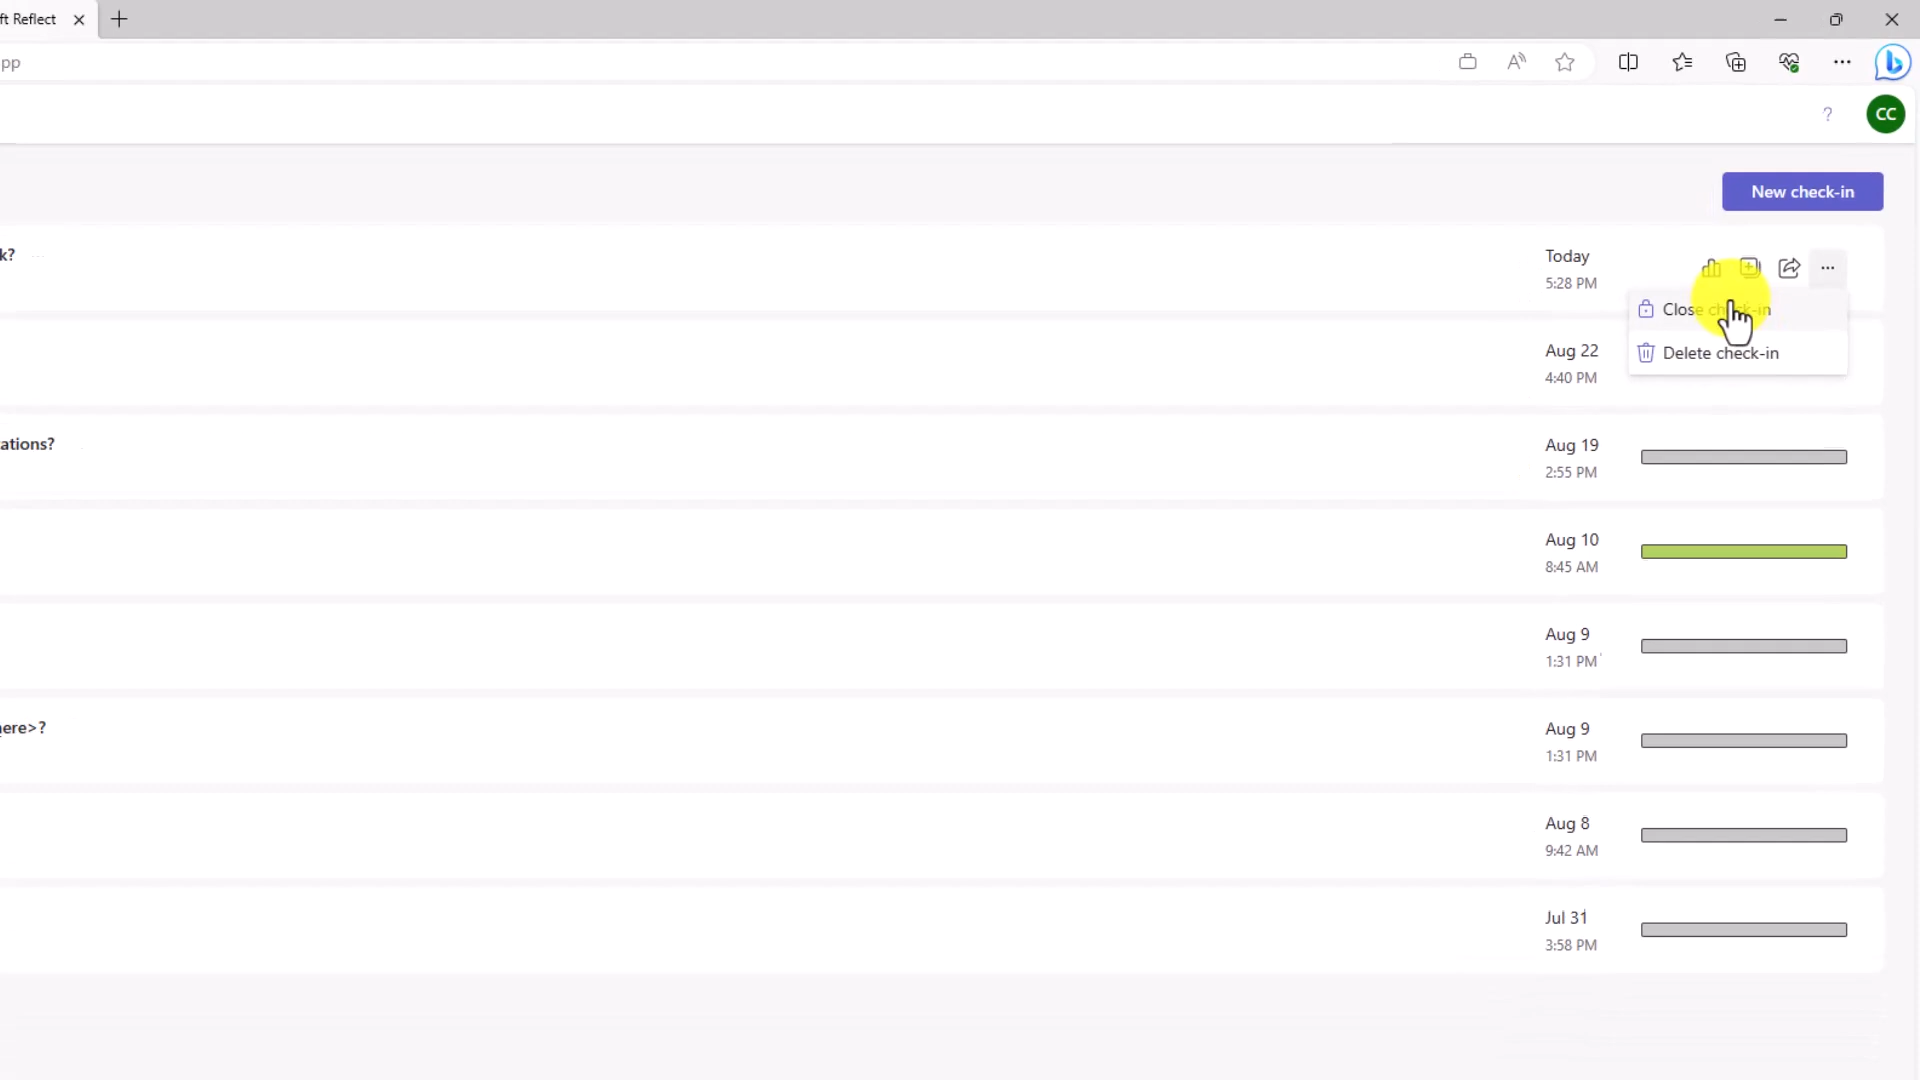 ft Reflect
pp
CC
New check-in
k?
Today
5:28 PM
Close check-in
Delete check-in
Aug 22
4:40 PM
ations?
Aug 19
2:55 PM
Aug 10
8:45 AM
Aug 9
1:31 PM
ere>?
Aug 9
1:31 PM
Aug 8
9:42 AM
Jul 31
3:58 PM